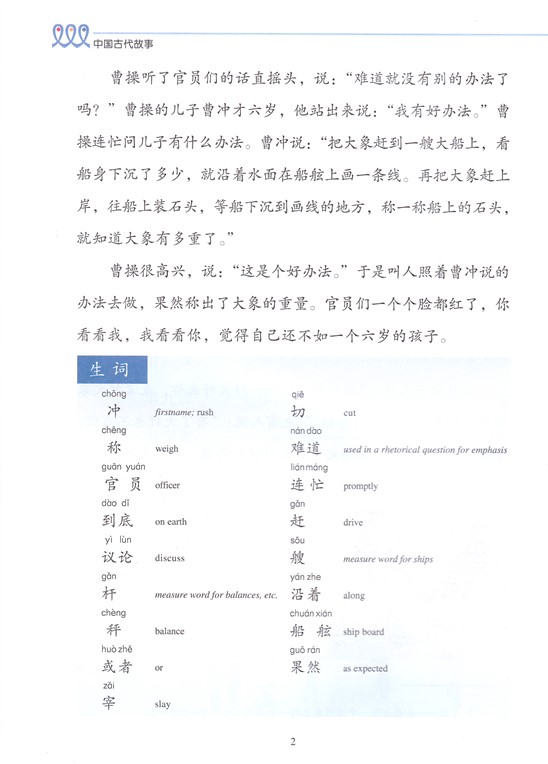 中国古代故事
曹操听了官员们的话直摇头，说：“难道就没有别的办法了
吗？”曹操的儿子曹冲才六岁，他站出来说：“我有好办法。”曹
操连忙问儿子有什么办法。曹冲说：“把大象赶到一艘大船上，看
船身下沉了多少，就沿着水面在船舷上画一条线。再把大象赶上
岸，往船上装石头，等船下沉到画线的地方，称一称船上的石头，
就知道大象有多重了。”
曹操很高兴，说：“这是个好办法。”于是叫人照着曹冲说的
办法去做，果然称出了大象的重量。官员们一个个脸都红了，你
看看我，我看看你，觉得自己还不如一个六岁的孩子。
生词
chōng
冲 firstname; rush
chēng
称 weigh
guān yuán
官员 officer
dào dǐ
到底 on earth
yì lùn
议论 discuss
gǎn
杆 measure word for balances, etc.
chèng
秤 balance
huò zhě
或者 or
zǎi
宰 slay
qiē
切 cut
nán dào
难道 used in a rhetorical question for emphasis
lián máng
连忙 promptly
gǎn
赶 drive
sōu
艘 measure word for ships
yán zhe
沿着 along
chuán xián
船舷 ship board
guǒ rán
果然 as expected
2